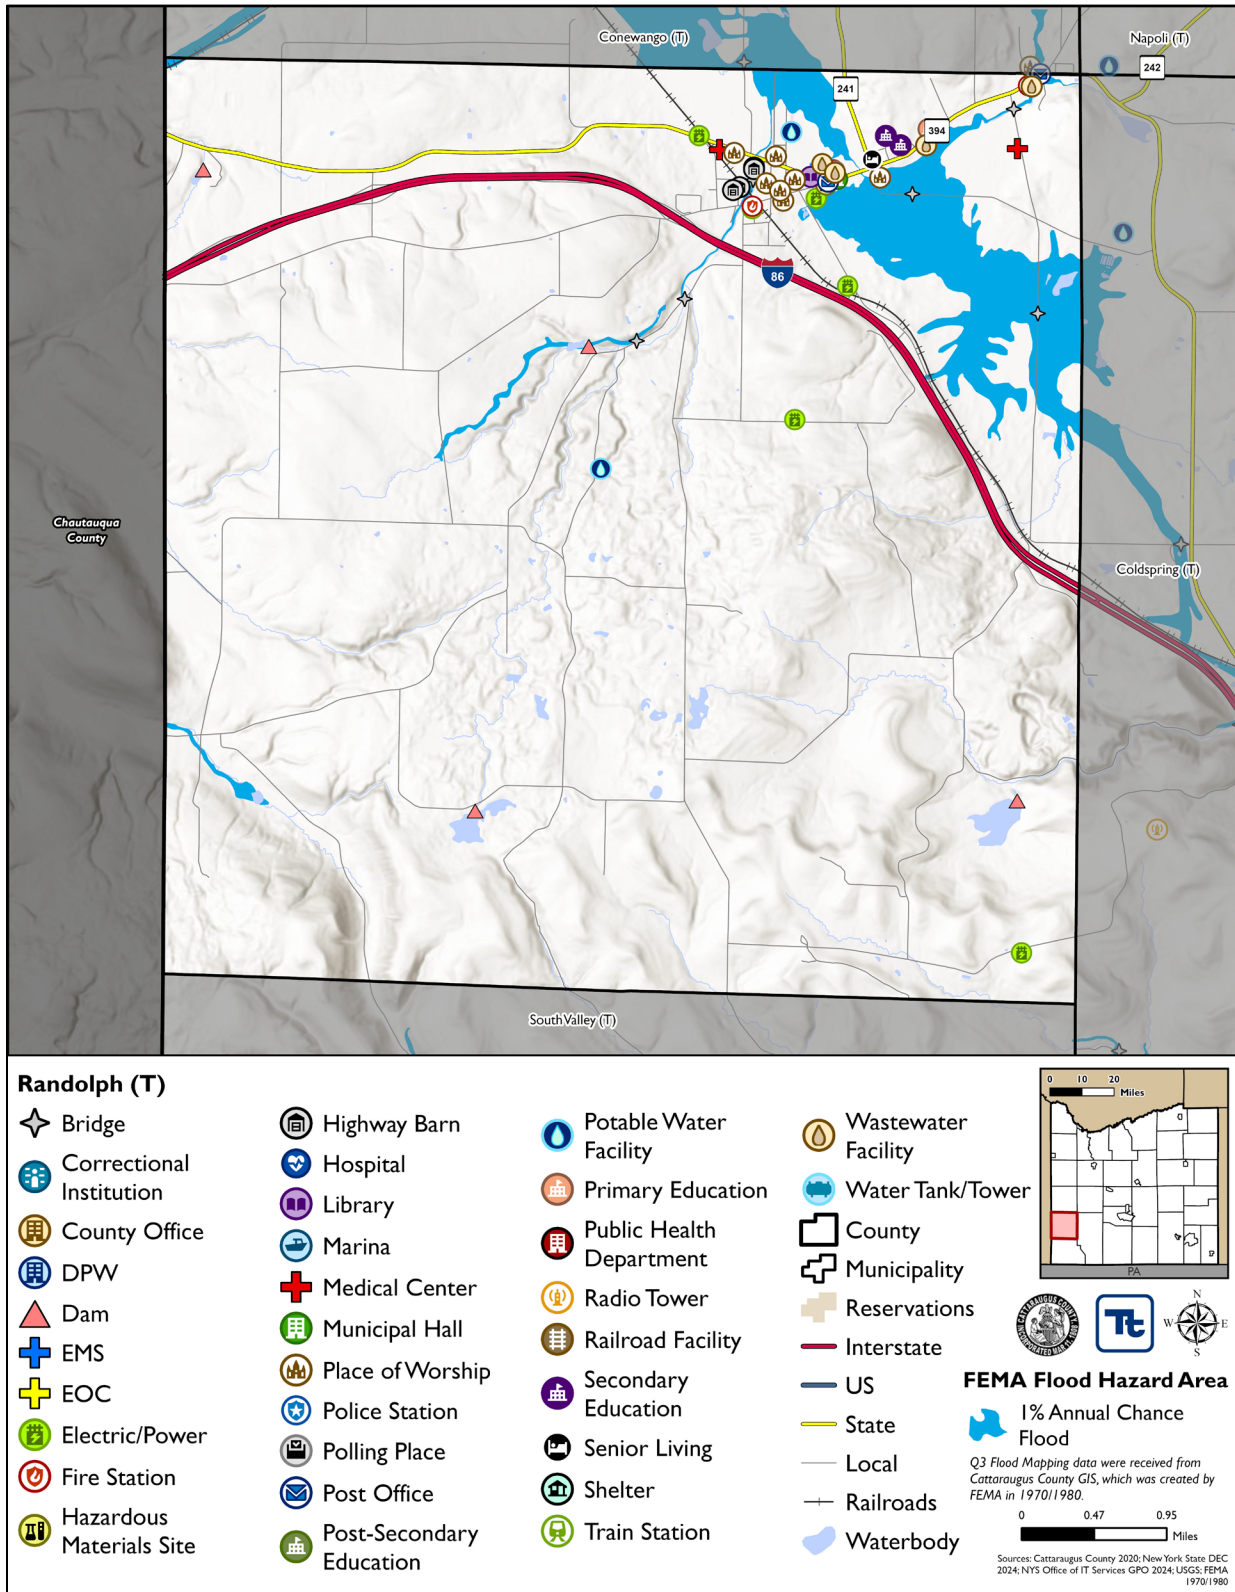 Conewango (T)
Napoli (T)
241
242
394
86
Chautauqua
County
Coldspring (T)
South Valley (T)
Randolph (T)
Bridge
Correctional
Institution
County Office
DPW
Dam
EMS
EOC
Electric/Power
Fire Station
Hazardous
Materials Site
Highway Barn
Hospital
Library
Marina
Medical Center
Municipal Hall
Place of Worship
Police Station
Polling Place
Post Office
Post-Secondary
Education
Potable Water
Facility
Primary Education
Public Health
Department
Radio Tower
Railroad Facility
Secondary
Education
Senior Living
Shelter
Train Station
Wastewater
Facility
Water Tank/Tower
County
Municipality
Reservations
Interstate
US
State
Local
Railroads
Waterbody
0 10 20
Miles
PA
Tt
N
W E
S
FEMA Flood Hazard Area
1% Annual Chance
Flood
Q3 Flood Mapping data were received from
Cattaraugus County GIS, which was created by
FEMA in 1970/1980.
0 0.47 0.95
Miles
Sources: Cattaraugus County 2020; New York State DEC
2024; NYS Office of IT Services GPO 2024; USGS; FEMA
1970/1980